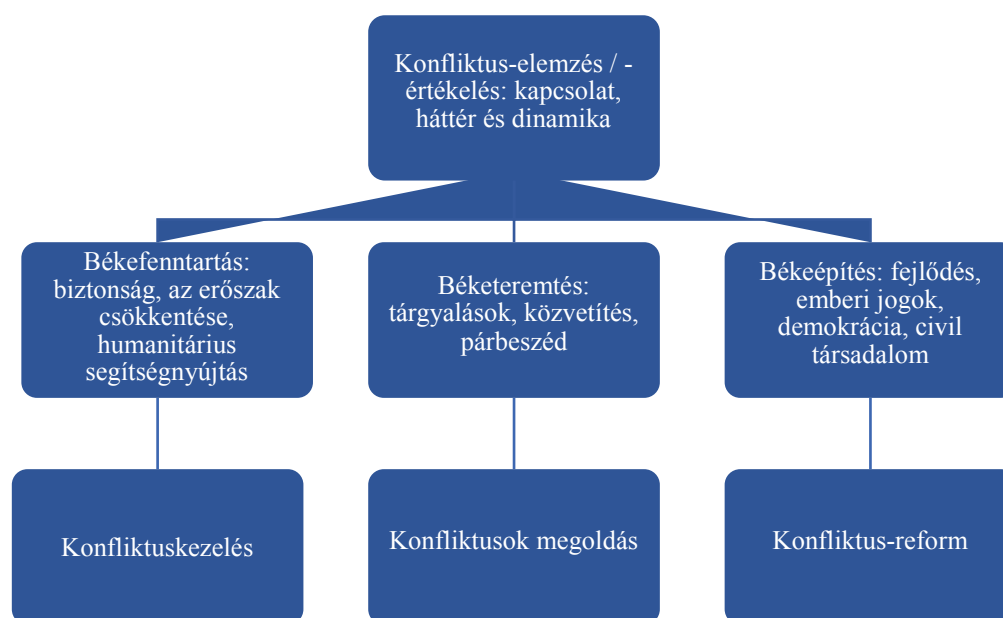 Konfliktus-elemzés / -
értékelés: kapcsolat,
háttér és dinamika
Békefenntartás:
biztonság, az erőszak
csökkentése,
humanitárius
segítségnyújtás
Béketeremtés:
tárgyalások, közvetítés,
párbeszéd
Békeépítés: fejlődés,
emberi jogok,
demokrácia, civil
társadalom
Konfliktuskezelés
Konfliktusok megoldás
Konfliktus-reform